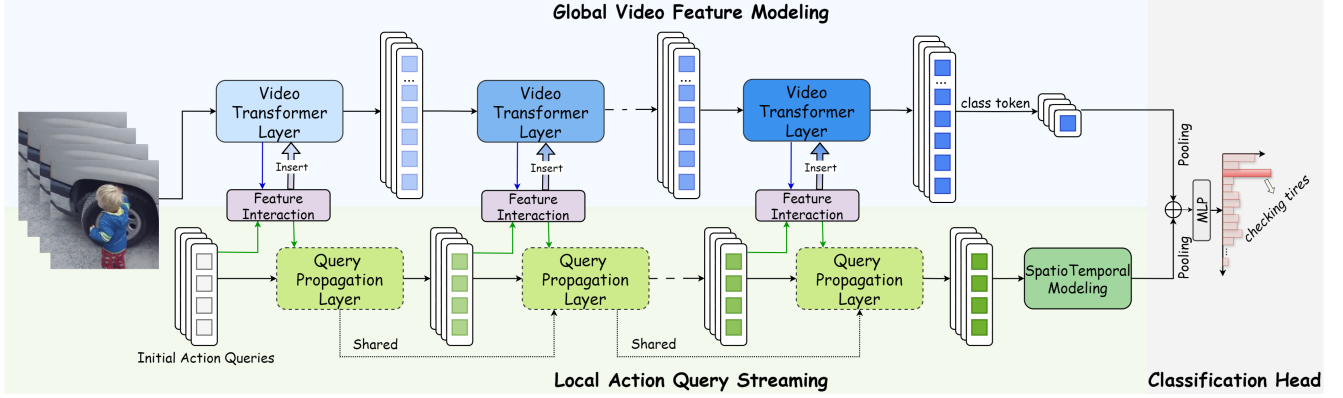 Global Video Feature Modeling
Video
Transformer
Layer
...
Video
Transformer
Layer
...
Video
Transformer
Layer
...
class token
Pooling
Insert
Insert
Insert
Feature
Interaction
Feature
Interaction
Feature
Interaction
Query
Propagation
Layer
Query
Propagation
Layer
Query
Propagation
Layer
SpatioTemporal
Modeling
Pooling
MLP
checking tires
...
Initial Action Queries
Shared
Shared
Local Action Query Streaming
Classification Head